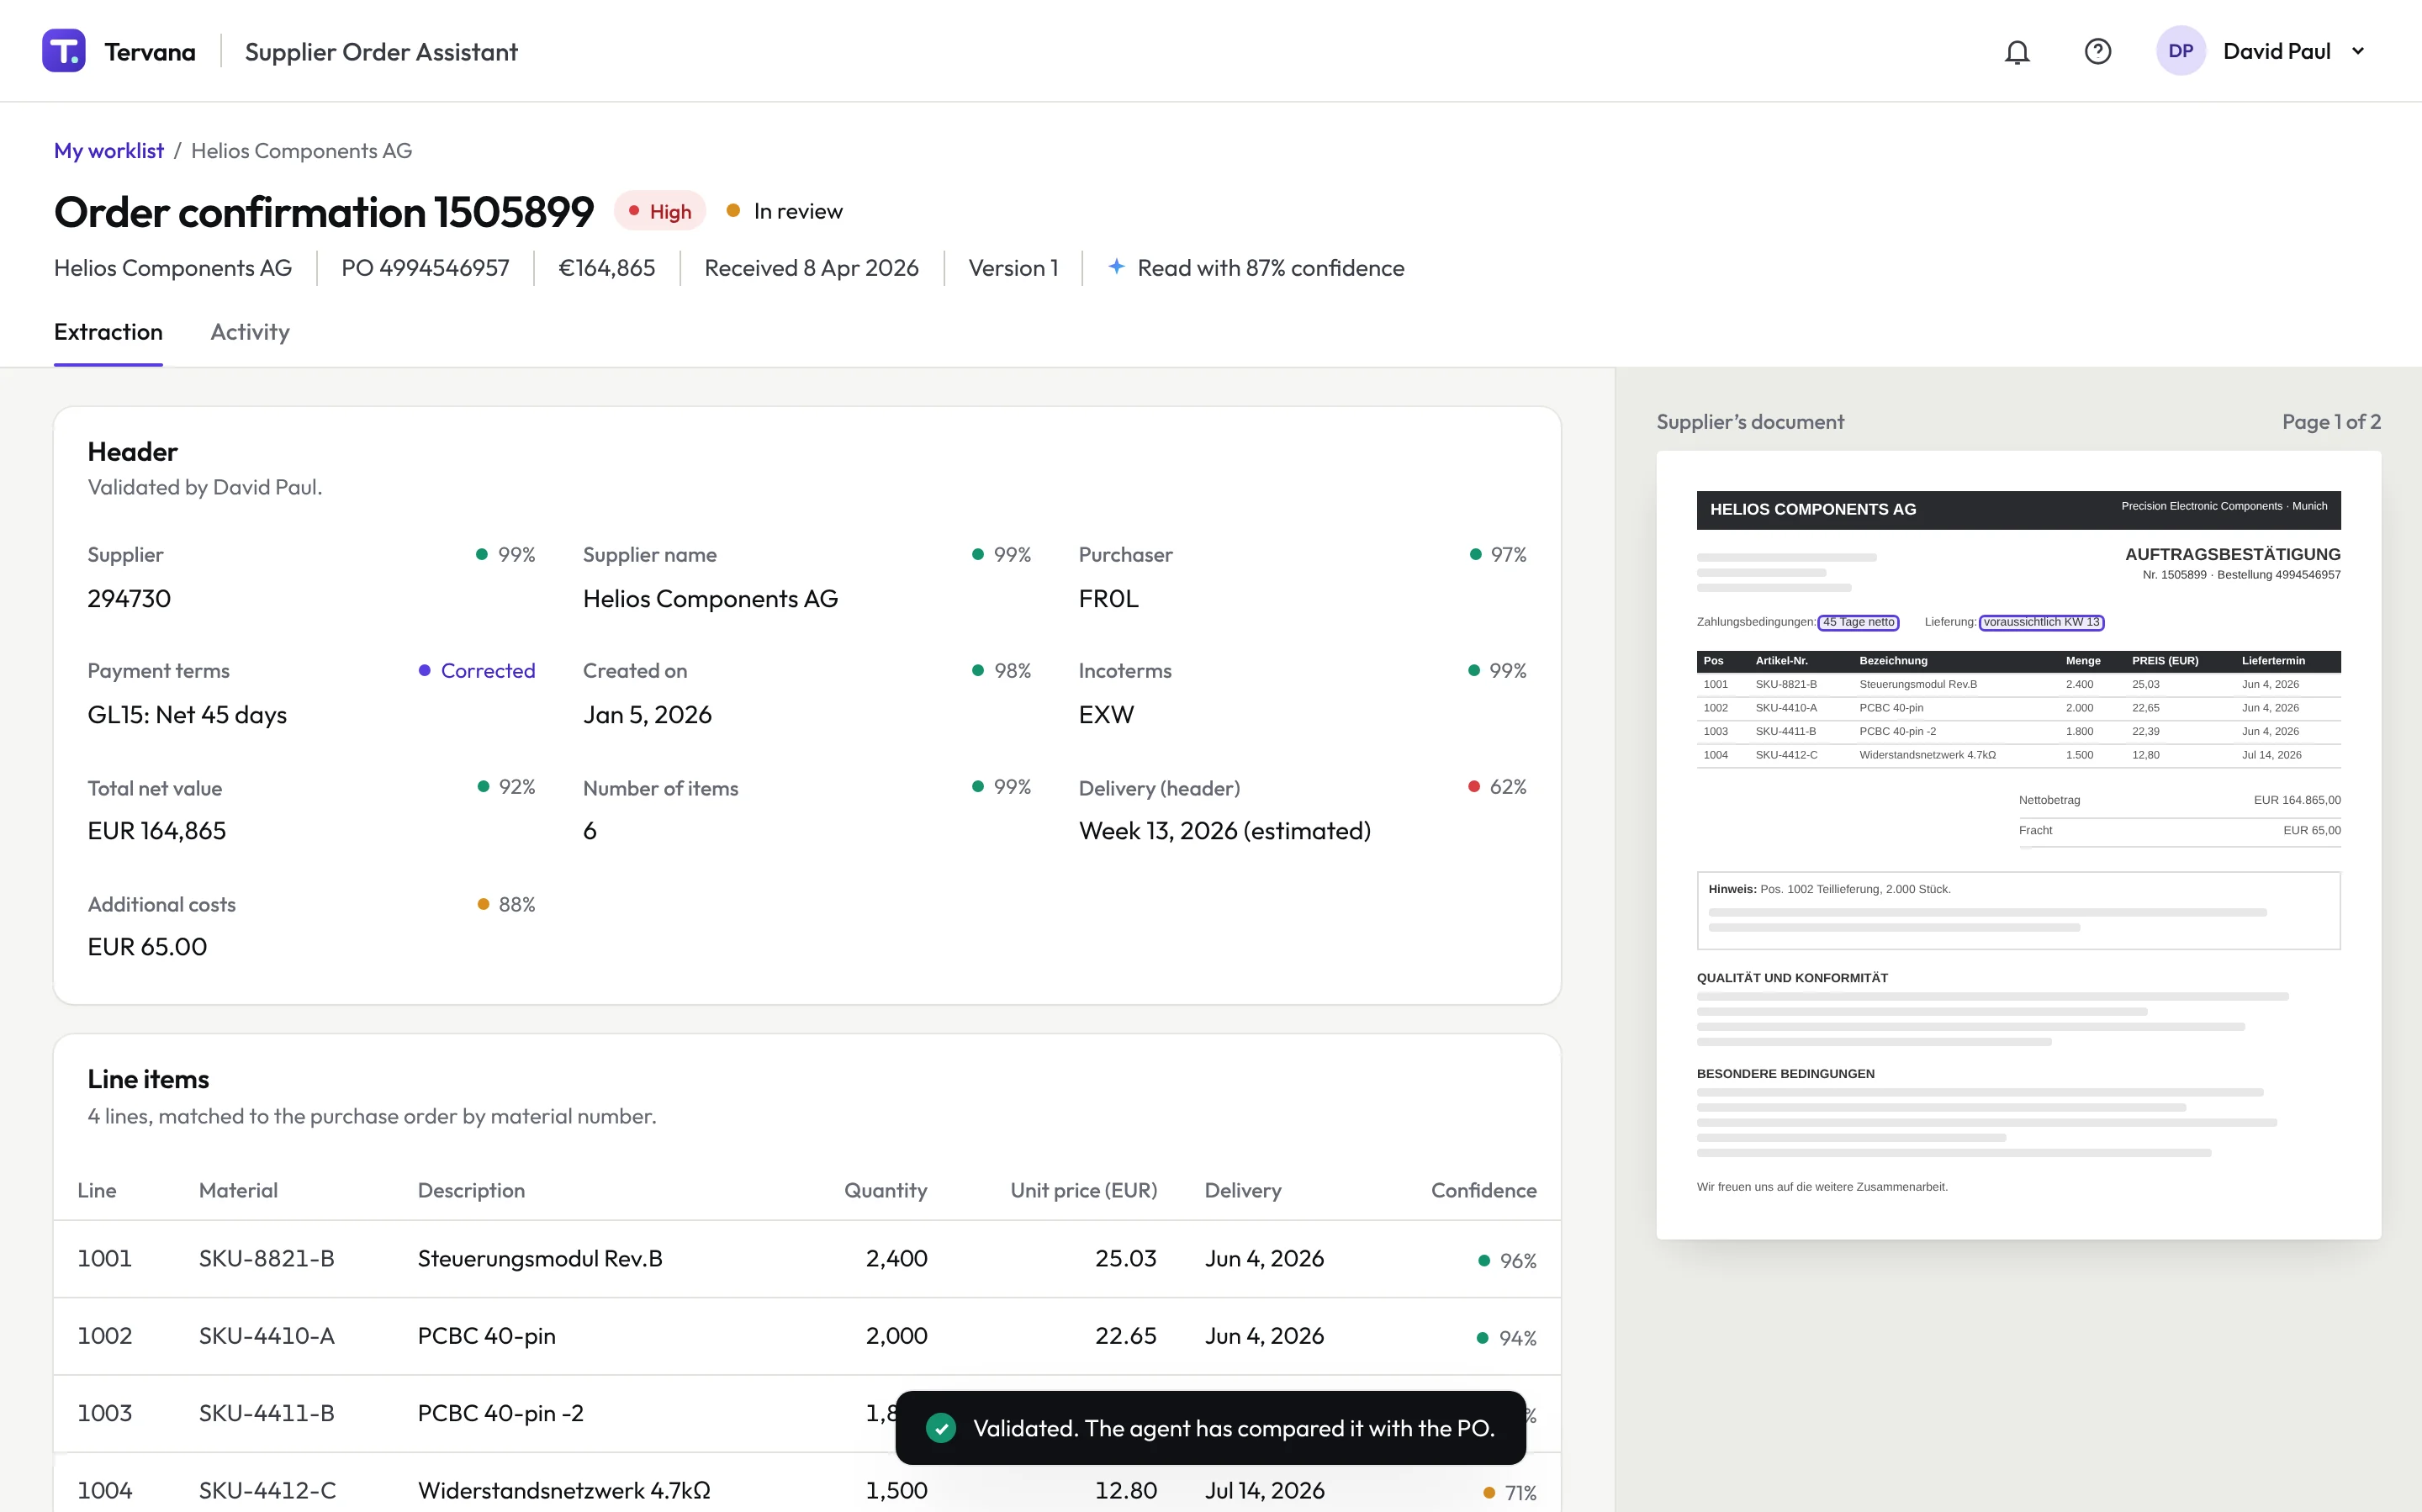 T.
Tervana
Supplier Order Assistant
DP
David Paul
My worklist / Helios Components AG
Order confirmation 1505899
High
In review
Helios Components AG
PO 4994546957
€164,865
Received 8 Apr 2026
Version 1
Read with 87% confidence
Extraction
Activity
Header
Validated by David Paul.
Supplier
99%
294730
Supplier name
99%
Helios Components AG
Purchaser
97%
FR0L
Payment terms
Corrected
GL15: Net 45 days
Created on
98%
Jan 5, 2026
Incoterms
99%
EXW
Total net value
92%
EUR 164,865
Number of items
99%
6
Delivery (header)
62%
Week 13, 2026 (estimated)
Additional costs
88%
EUR 65.00
Line items
4 lines, matched to the purchase order by material number.
Line Material Description Quantity Unit price (EUR) Delivery Confidence
1001 SKU-8821-B Steuerungsmodul Rev.B 2,400 25.03 Jun 4, 2026 96%
1002 SKU-4410-A PCBC 40-pin 2,000 22.65 Jun 4, 2026 94%
1003 SKU-4411-B PCBC 40-pin -2
1004 SKU-4412-C Widerstandsnetzwerk 4.7kΩ 1,500 12.80 Jul 14, 2026 71%
Validated. The agent has compared it with the PO.
Supplier’s document
Page 1 of 2
HELIOS COMPONENTS AG
Precision Electronic Components · Munich
AUFTRAGSBESTÄTIGUNG
Nr. 1505899 · Bestellung 4994546957
Zahlungsbedingungen: 45 Tage netto Lieferung: voraussichtlich KW 13
Pos Artikel-Nr. Bezeichnung Menge PREIS (EUR) Liefertermin
1001 SKU-8821-B Steuerungsmodul Rev.B 2.400 25,03 Jun 4, 2026
1002 SKU-4410-A PCBC 40-pin 2.000 22,65 Jun 4, 2026
1003 SKU-4411-B PCBC 40-pin -2 1.800 22,39 Jun 4, 2026
1004 SKU-4412-C Widerstandsnetzwerk 4.7kΩ 1.500 12,80 Jul 14, 2026
Nettobetrag EUR 164.865,00
Fracht EUR 65,00
Hinweis: Pos. 1002 Teillieferung, 2.000 Stück.
QUALITÄT UND KONFORMITÄT
BESONDERE BEDINGUNGEN
Wir freuen uns auf die weitere Zusammenarbeit.